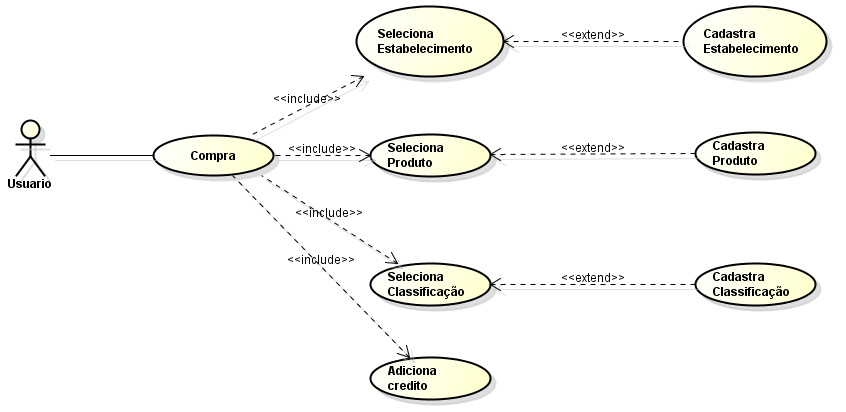 Seleciona
Estabelecimento
<<extend>>
Cadastra
Estabelecimento
<<include>>
Usuario
Compra
<<include>>
Seleciona
Produto
<<extend>>
Cadastra
Produto
<<include>>
<<include>>
Seleciona
Classificação
<<extend>>
Cadastra
Classificação
Adiciona
credito